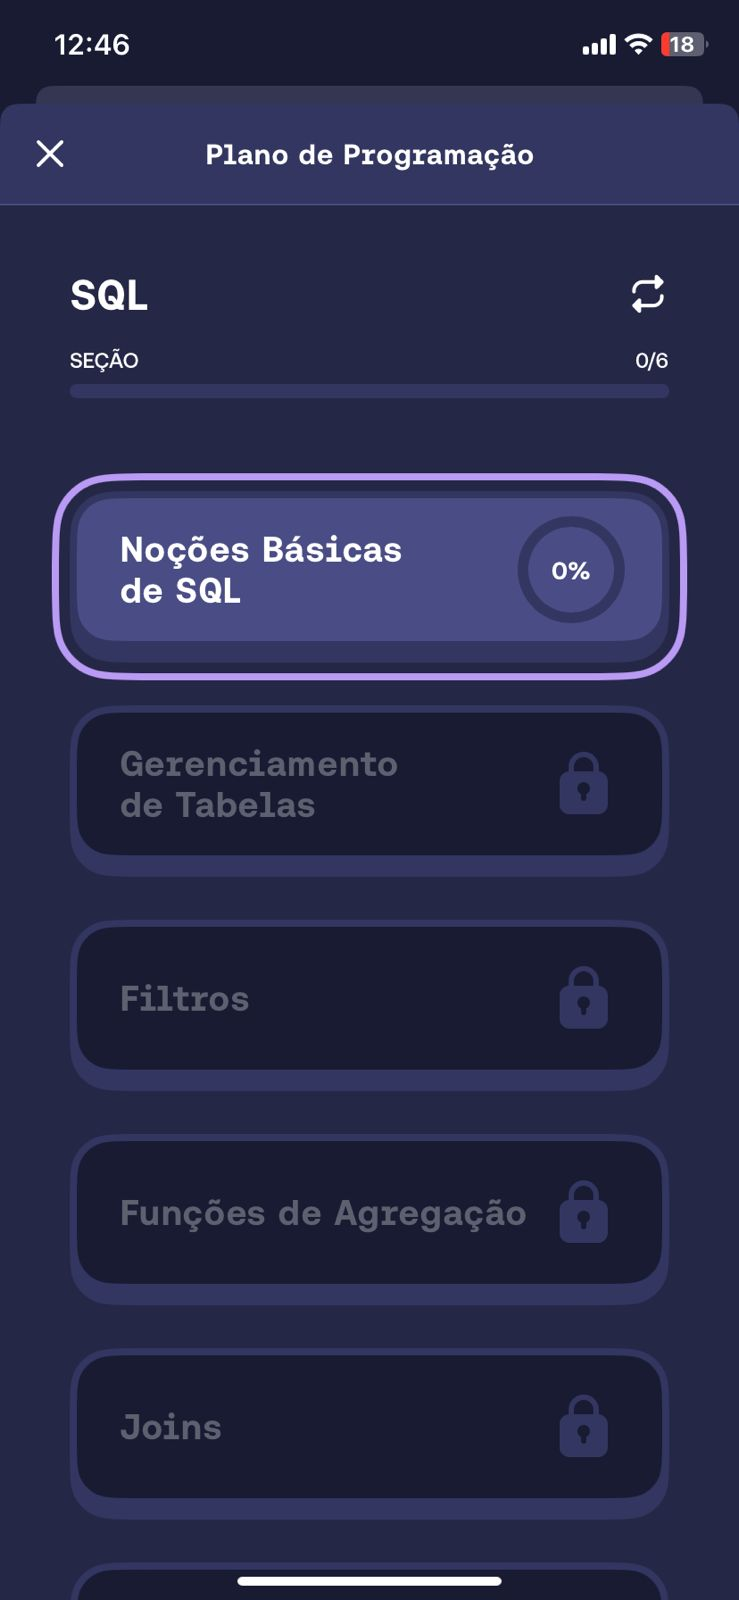 12:46
18
Plano de Programação
SQL
SEÇÃO
0/6
Noções Básicas
de SQL
0%
Gerenciamento
de Tabelas
Filtros
Funções de Agregação
Joins